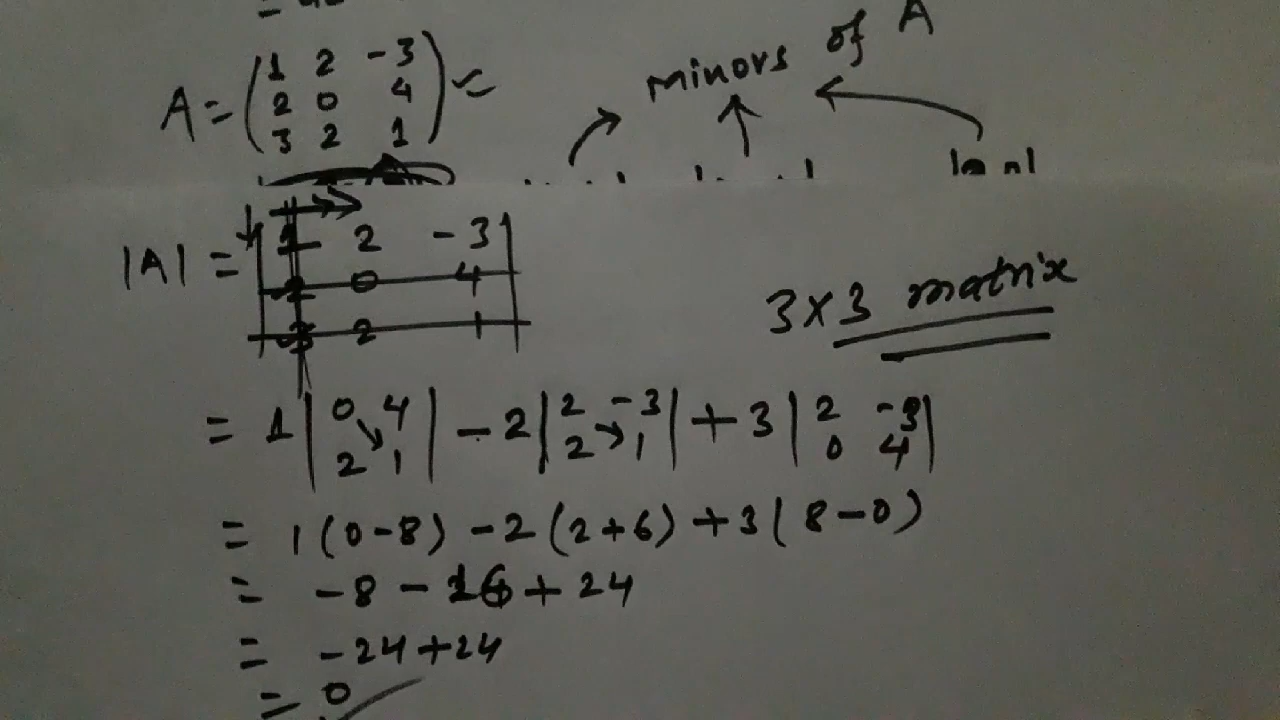 minors of A
A = ( 1 2 -3
2 0 4
3 2 1 )
|A| = | 1 2 -3
2 0 4
3 2 1 |
3×3 matrix
= 1 | 0 4 | - 2 | 2 -3 | + 3 | 2 -3 |
2 1 2 1 0 4
= 1 (0-8) - 2 (2+6) + 3 (8-0)
= -8 - 16 + 24
= -24 + 24
= 0